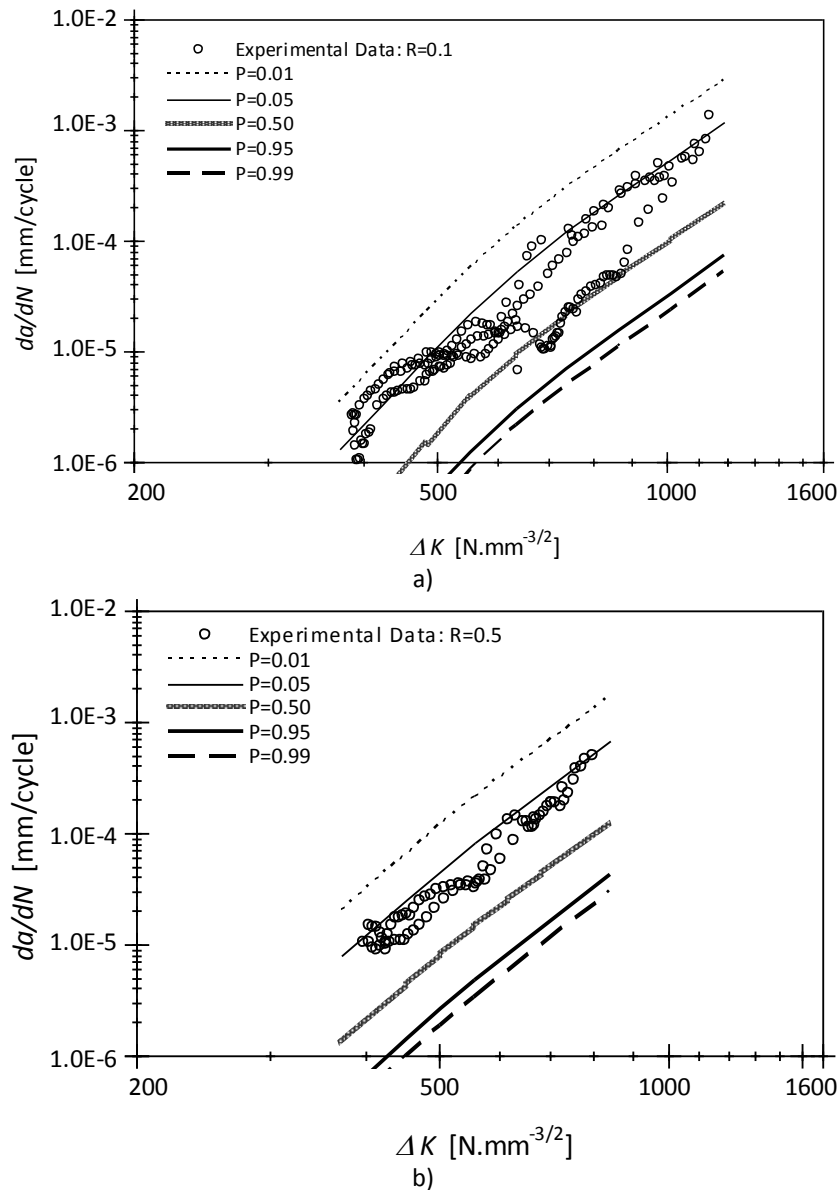 1.0E-2
Experimental Data: R=0.1
P=0.01
P=0.05
P=0.50
P=0.95
P=0.99
1.0E-3
1.0E-4
1.0E-5
1.0E-6
da/dN [mm/cycle]
200
500
1000
1600
ΔK [N.mm-3/2]
a)
1.0E-2
Experimental Data: R=0.5
P=0.01
P=0.05
P=0.50
P=0.95
P=0.99
1.0E-3
1.0E-4
1.0E-5
1.0E-6
da/dN [mm/cycle]
200
500
1000
1600
ΔK [N.mm-3/2]
b)